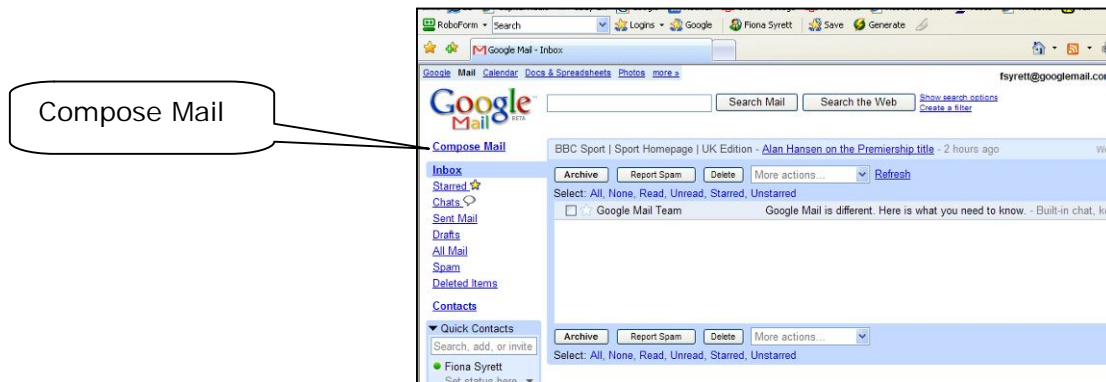 RoboForm Search Logins Google Fiona Syrett Save Generate
Google Mail - Inbox
Google Mail Calendar Docs & Spreadsheets Photos more »
fsyrett@googlemail.com
Google Mail BETA
Search Mail Search the Web Show search options
Create a filter
Compose Mail
Compose Mail
BBC Sport | Sport Homepage | UK Edition - Alan Hansen on the Premiership title - 2 hours ago
Inbox
Archive Report Spam Delete More actions... Refresh
Starred
Select: All, None, Read, Unread, Starred, Unstarred
Chats
Google Mail Team Google Mail is different. Here is what you need to know. - Built-in chat,
Sent Mail
Drafts
All Mail
Spam
Deleted Items
Contacts
Quick Contacts
Archive Report Spam Delete More actions...
Search, add, or invite
Select: All, None, Read, Unread, Starred, Unstarred
Fiona Syrett
Set status here